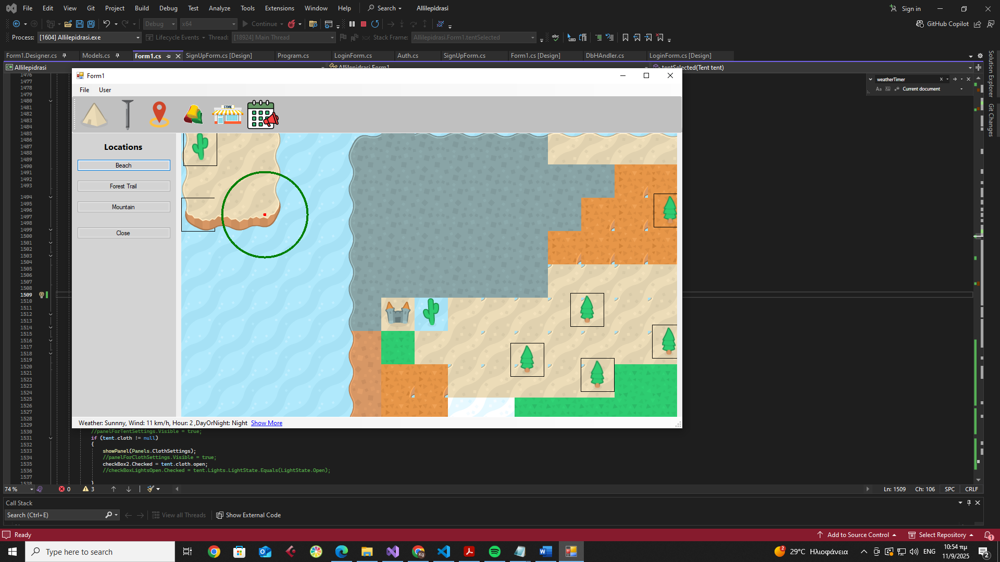 File Edit View Git Project Build Debug Test Analyze Tools Extensions Window Help Search Allilepidrasi Sign in
Debug x64 Continue GitHub Copilot
Process: [1604] Allilepidrasi.exe Lifecycle Events Thread: [18924] Main Thread Stack Frame: Allilepidrasi.Form1.tentSelected
Form1.Designer.cs Models.cs Form1.cs SignUpForm.cs [Design] Program.cs LoginForm.cs Auth.cs SignUpForm.cs Form1.cs [Design] DbHAndler.cs LoginForm.cs [Design]
Allilepidrasi Allilepidrasi.Form1 tentSelected(Tent tent)
weatherTimer
Aa Current document
Solution Explorer
Git Changes
Form1
File User
STORE
Locations
Beach
Forest Trail
Mountain
Close
Weather: Sunnny, Wind: 11 km/h, Hour: 2 ,DayOrNight: Night Show More
1476
1477
1478
1479
1480
1481
1482
1483
1484
1485
1486
1487
1488
1489
1490
1491
1492
1493
1494
1495
1496
1497
1498
1499
1500
1501
1502
1503
1504
1505
1506
1507
1508
1509
1510
1511
1512
1513
1514
1515
1516
1517
1518
1519
1520
1521
1522
1523
1524
1525
1526
1527
1528
1529
1530 //panelForTentSettings.Visible = true;
1531 if (tent.cloth != null)
1532 {
1533 showPanel(Panels.ClothSettings);
1534 //panelForClothSettings.Visible = true;
1535 checkBox2.Checked = tent.cloth.open;
1536 //checkBoxLightsOpen.Checked = tent.Lights.LightState.Equals(LightState.Open);
1537
1538 }
74 % 0 3 Ln: 1509 Ch: 106 SPC CRLF
Call Stack
Search (Ctrl+E) View all Threads Show External Code
Ready Add to Source Control Select Repository 1
Type here to search Kg 2 29°C Ηλιοφάνεια ENG 10:54 πμ
11/9/2025 2